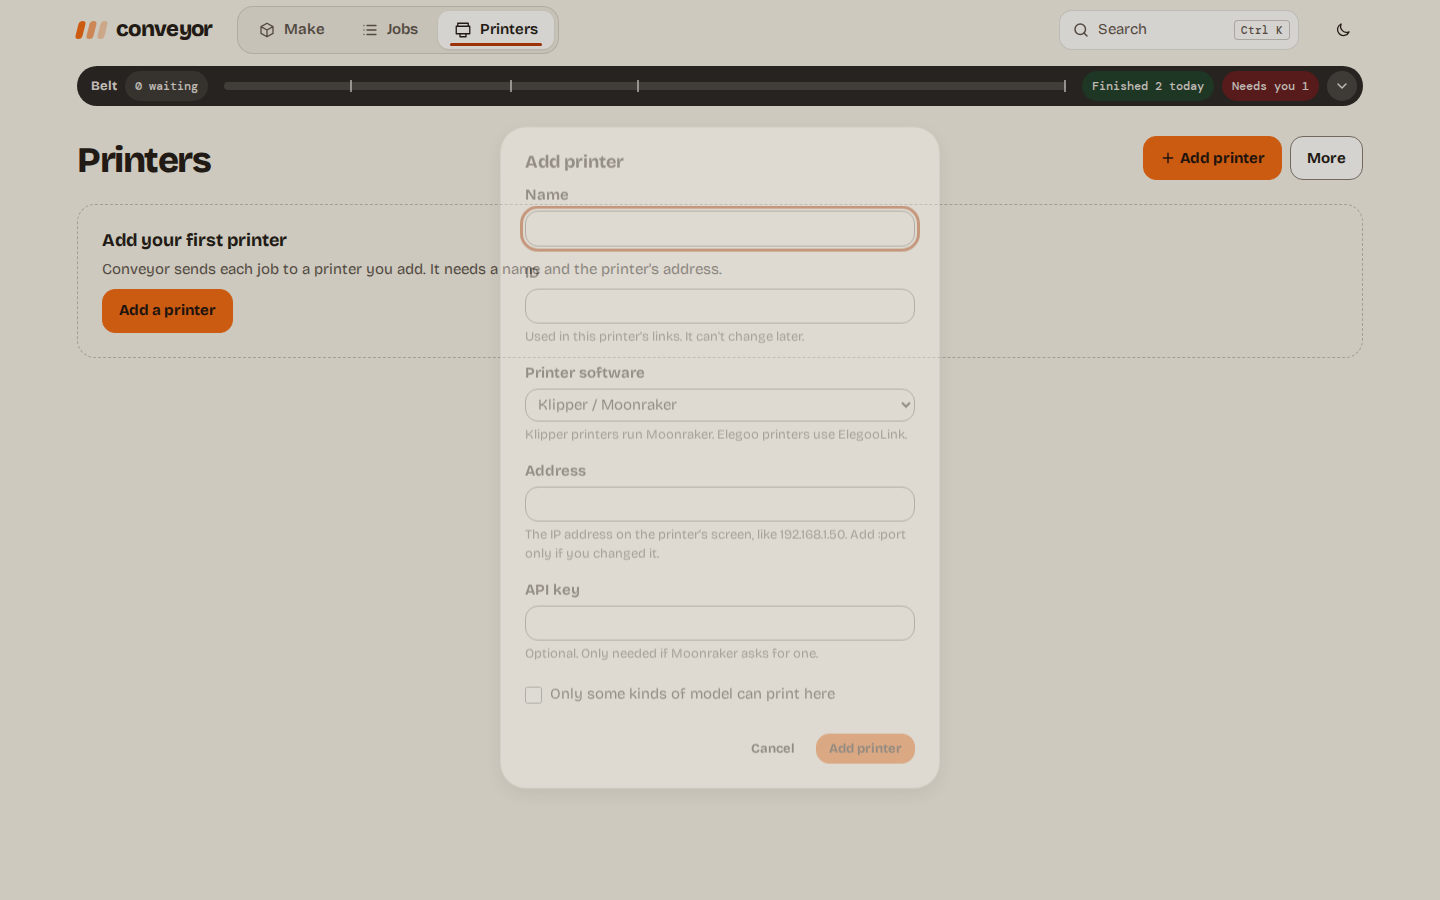 conveyor
Make
Jobs
Printers
Search
Ctrl K
Belt
0 waiting
Finished 2 today
Needs you 1
Printers
+ Add printer
More
Add your first printer
Conveyor sends each job to a printer you add. It needs a name and the printer's address.
Add a printer
Add printer
Name
ID
Used in this printer's links. It can't change later.
Printer software
Klipper / Moonraker
Klipper printers run Moonraker. Elegoo printers use ElegooLink.
Address
The IP address on the printer's screen, like 192.168.1.50. Add :port
only if you changed it.
API key
Optional. Only needed if Moonraker asks for one.
Only some kinds of model can print here
Cancel
Add printer